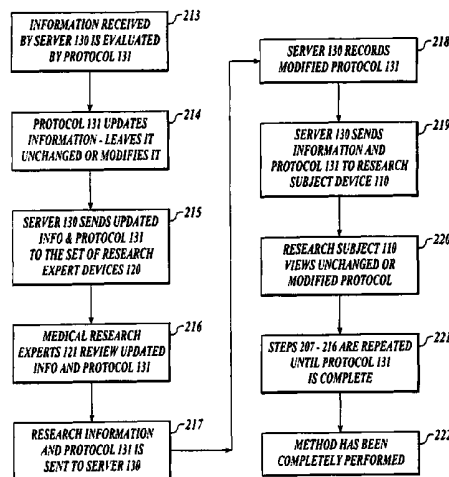 213
INFORMATION RECEIVED
BY SERVER 130 IS EVALUATED
BY PROTOCOL 131
214
PROTOCOL 131 UPDATES
INFORMATION - LEAVES IT
UNCHANGED OR MODIFIES IT
215
SERVER 130 SENDS UPDATED
INFO & PROTOCOL 131
TO THE SET OF RESEARCH
EXPERT DEVICES 120
216
MEDICAL RESEARCH
EXPERTS 121 REVIEW UPDATED
INFO AND PROTOCOL 131
217
RESEARCH INFORMATION
AND PROTOCOL 131 IS
SENT TO SERVER 130
218
SERVER 130 RECORDS
MODIFIED PROTOCOL 131
219
SERVER 130 SENDS
INFORMATION AND
PROTOCOL 131 TO RESEARCH
SUBJECT DEVICE 110
220
RESEARCH SUBJECT 110
VIEWS UNCHANGED OR
MODIFIED PROTOCOL
221
STEPS 207 - 216 ARE REPEATED
UNTIL PROTOCOL 131
IS COMPLETE
222
METHOD HAS BEEN
COMPLETELY PERFORMED